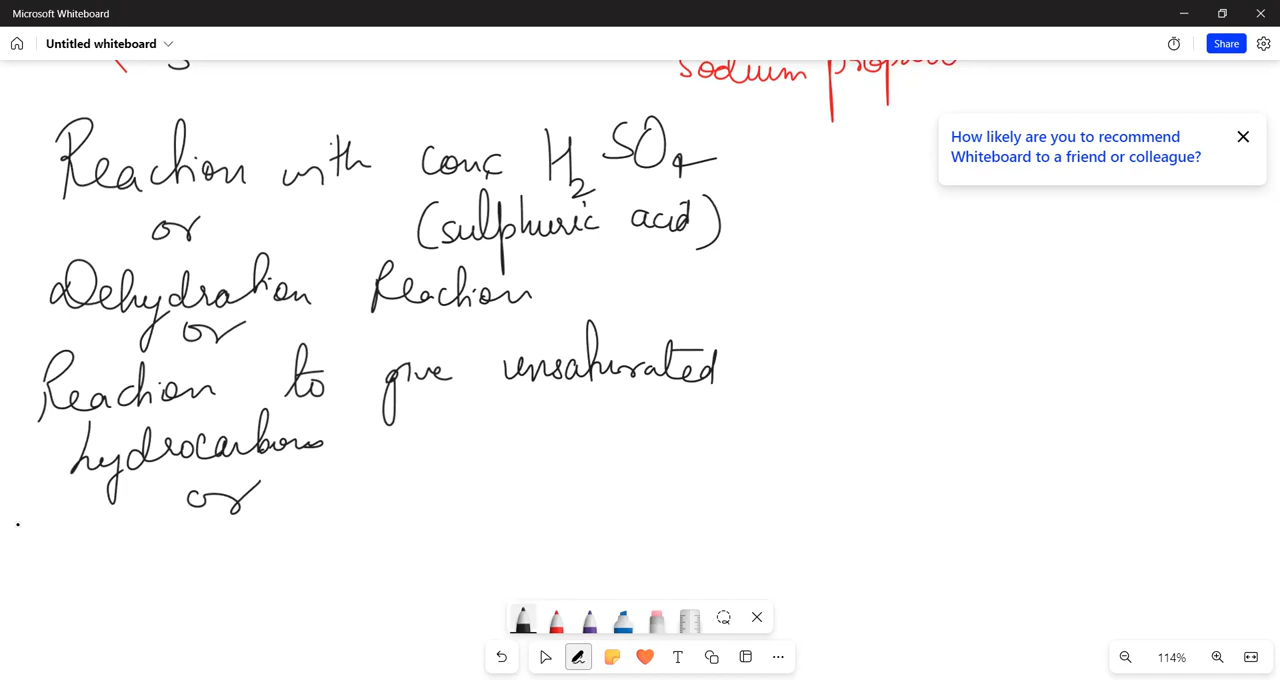 Microsoft Whiteboard
Untitled whiteboard
Share
sodium
How likely are you to recommend
Whiteboard to a friend or colleague?
Reaction with conc H2SO4
or (sulphuric acid)
Dehydration Reaction
or
Reaction to give unsaturated
hydrocarbons
or
114%